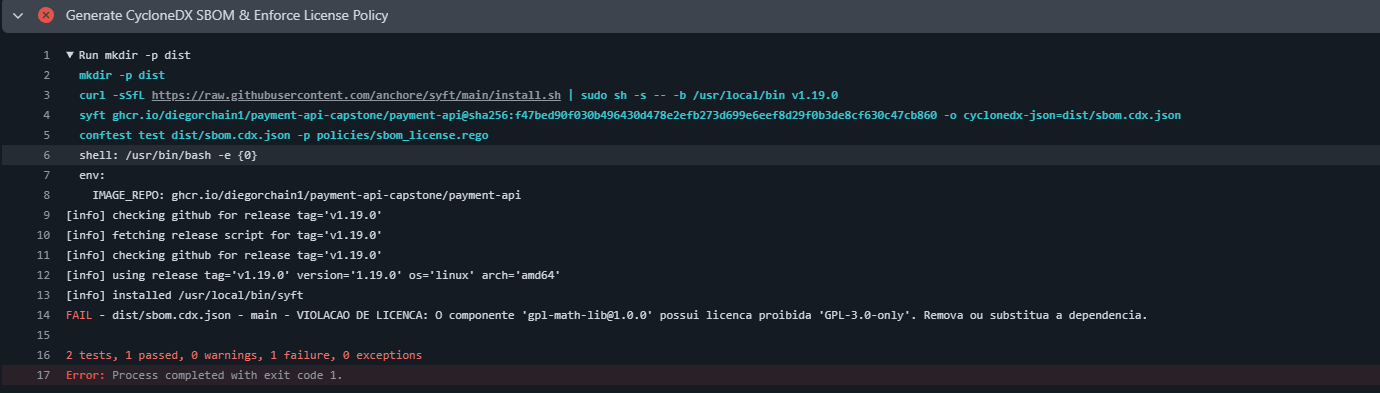 Generate CycloneDX SBOM & Enforce License Policy
1 ▼ Run mkdir -p dist
2 mkdir -p dist
3 curl -sSfL https://raw.githubusercontent.com/anchore/syft/main/install.sh | sudo sh -s -- -b /usr/local/bin v1.19.0
4 syft ghcr.io/diegorchain1/payment-api-capstone/payment-api@sha256:f47bed90f030b496430d478e2efb273d699e6eef8d29f0b3de8cf630c47cb860 -o cyclonedx-json=dist/sbom.cdx.json
5 conftest test dist/sbom.cdx.json -p policies/sbom_license.rego
6 shell: /usr/bin/bash -e {0}
7 env:
8 IMAGE_REPO: ghcr.io/diegorchain1/payment-api-capstone/payment-api
9 [info] checking github for release tag='v1.19.0'
10 [info] fetching release script for tag='v1.19.0'
11 [info] checking github for release tag='v1.19.0'
12 [info] using release tag='v1.19.0' version='1.19.0' os='linux' arch='amd64'
13 [info] installed /usr/local/bin/syft
14 FAIL - dist/sbom.cdx.json - main - VIOLACAO DE LICENCA: O componente 'gpl-math-lib@1.0.0' possui licenca proibida 'GPL-3.0-only'. Remova ou substitua a dependencia.
15
16 2 tests, 1 passed, 0 warnings, 1 failure, 0 exceptions
17 Error: Process completed with exit code 1.